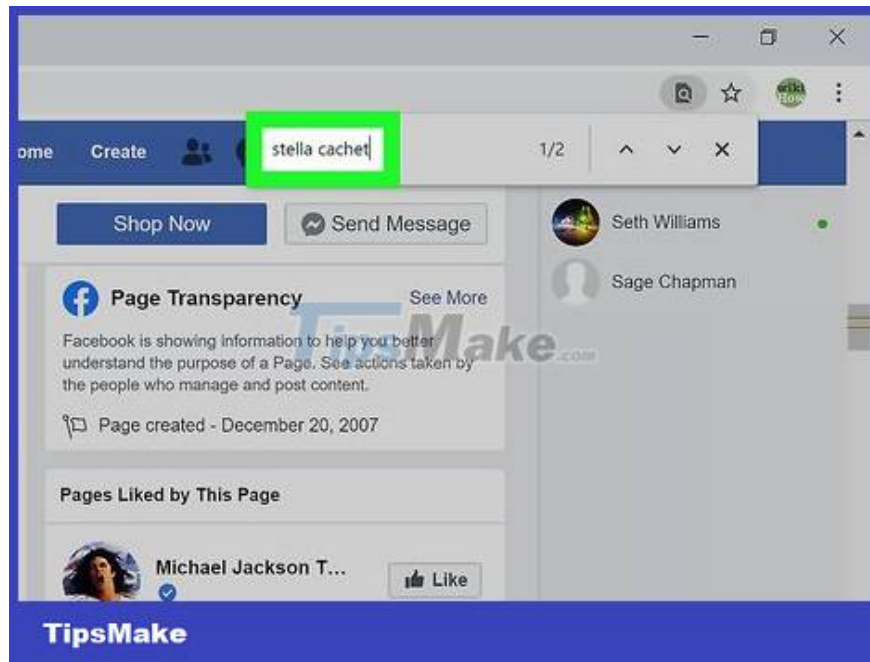 wiki
How
ome Create
stella cachet 1/2
Shop Now Send Message
Seth Williams
Page Transparency See More
Sage Chapman
Facebook is showing information to help you better
understand the purpose of a Page. See actions taken by
the people who manage and post content.
TipsMake.com
Page created - December 20, 2007
Pages Liked by This Page
Michael Jackson T...
Like
TipsMake